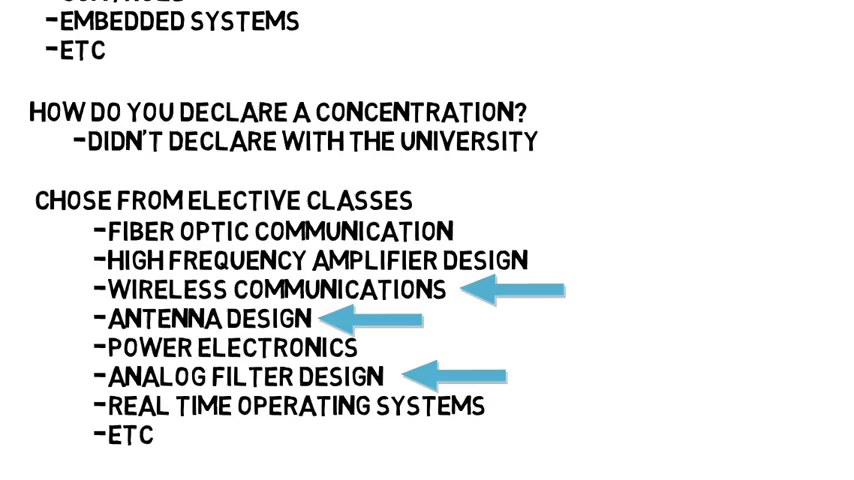 -EMBEDDED SYSTEMS
-ETC
HOW DO YOU DECLARE A CONCENTRATION?
-DIDN'T DECLARE WITH THE UNIVERSITY
CHOSE FROM ELECTIVE CLASSES
-FIBER OPTIC COMMUNICATION
-HIGH FREQUENCY AMPLIFIER DESIGN
-WIRELESS COMMUNICATIONS
-ANTENNA DESIGN
-POWER ELECTRONICS
-ANALOG FILTER DESIGN
-REAL TIME OPERATING SYSTEMS
-ETC